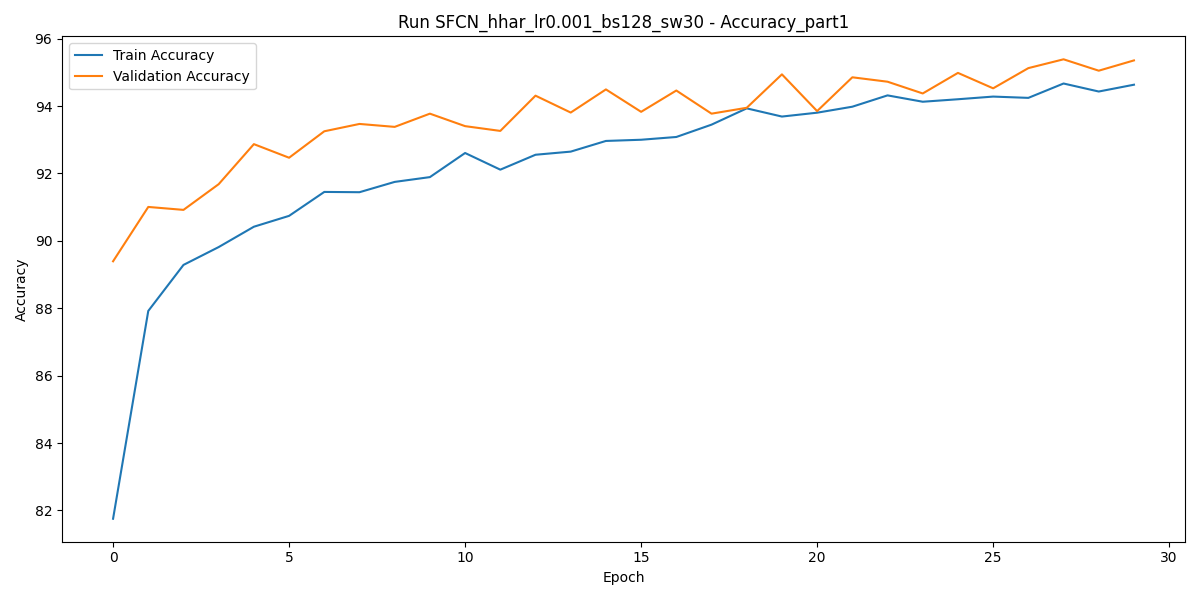 Run SFCN_hhar_lr0.001_bs128_sw30 - Accuracy_part1
Train Accuracy
Validation Accuracy
Accuracy
96
94
92
90
88
86
84
82
0 5 10 15 20 25 30
Epoch